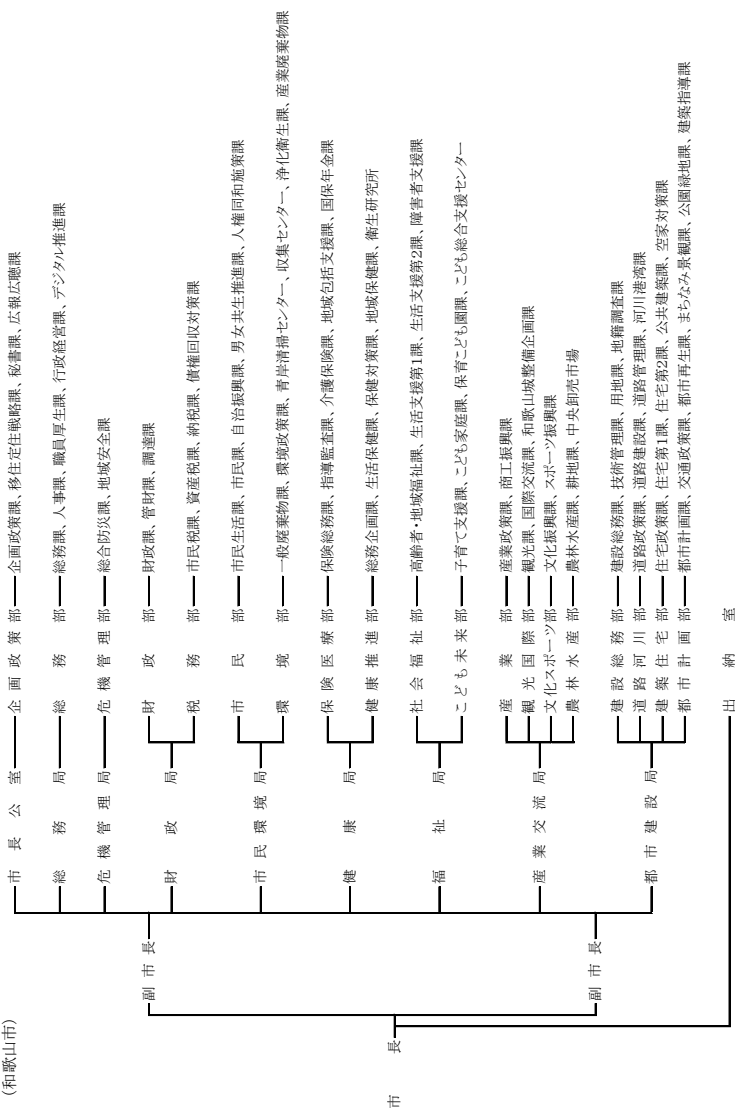 (和歌山市)
市長
副市長
副市長
市長公室
企画政策部
企画政策課、移住定住戦略課、秘書課、広報広聴課
総務局
総務部
総務課、人事課、職員厚生課、行政経営課、デジタル推進課
危機管理局
危機管理部
総合防災課、地域安全課
財政局
財政部
財政課、管財課、調達課
税務部
市民税課、資産税課、納税課、債権回収対策課
市民環境局
市民部
市民生活課、市民課、自治振興課、男女共生推進課、人権同和施策課
環境部
一般廃棄物課、環境政策課、青岸清掃センター、収集センター、浄化衛生課、産業廃棄物課
健康局
保険医療部
保険総務課、指導監査課、介護保険課、地域包括支援課、国保年金課
健康推進部
総務企画課、生活保健課、保健対策課、地域保健課、衛生研究所
福祉局
社会福祉部
高齢者・地域福祉課、生活支援第1課、生活支援第2課、障害者支援課
こども未来部
子育て支援課、こども家庭課、保育こども園課、こども総合支援センター
産業交流局
産業部
産業政策課、商工振興課
観光国際部
観光課、国際交流課、和歌山城整備企画課
文化スポーツ部
文化振興課、スポーツ振興課
農林水産部
農林水産課、耕地課、中央卸売市場
都市建設局
建設総務部
建設総務課、技術管理課、用地課、地籍調査課
道路河川部
道路政策課、道路建設課、道路管理課、河川港湾課
建築住宅部
住宅政策課、住宅第1課、住宅第2課、公共建築課、空家対策課
都市計画部
都市計画課、交通政策課、都市再生課、まちなみ景観課、公園緑地課、建築指導課
出納室